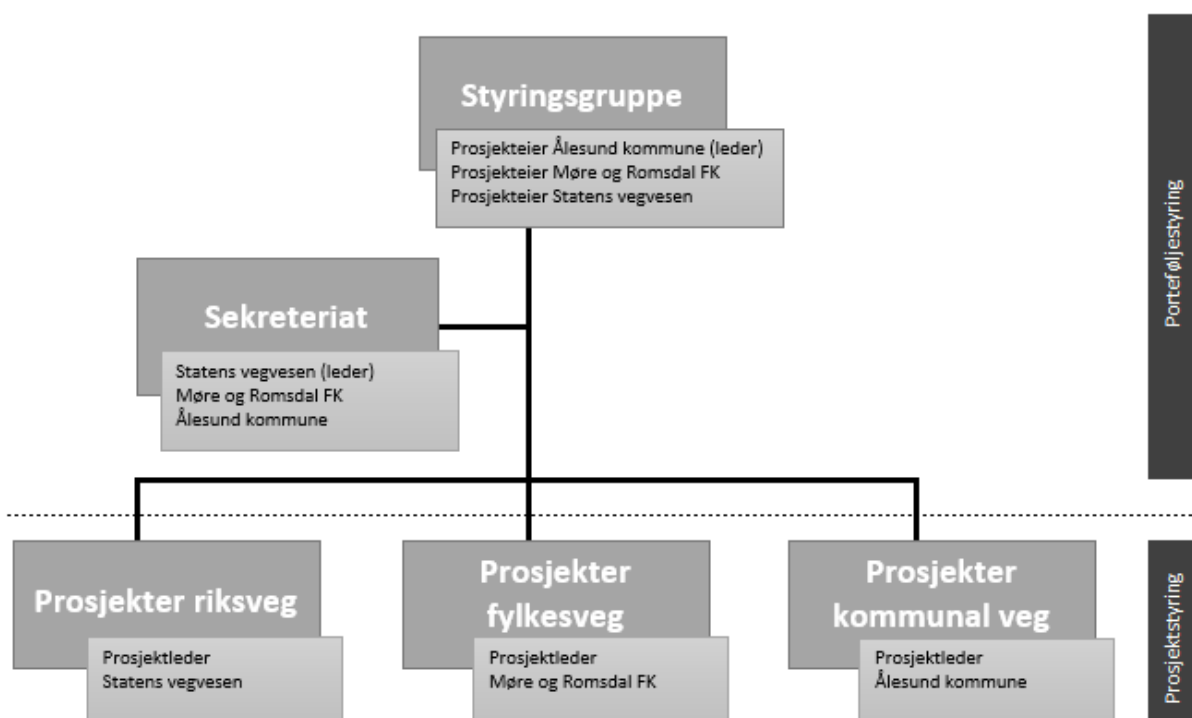 Styringsgruppe
Prosjekteier Ålesund kommune (leder)
Prosjekteier Møre og Romsdal FK
Prosjekteier Statens vegvesen
Sekreteriat
Statens vegvesen (leder)
Møre og Romsdal FK
Ålesund kommune
Porteføljestyring
Prosjekter riksveg
Prosjektleder
Statens vegvesen
Prosjekter
fylkesveg
Prosjektleder
Møre og Romsdal FK
Prosjekter
kommunal veg
Prosjektleder
Ålesund kommune
Prosjektstyring